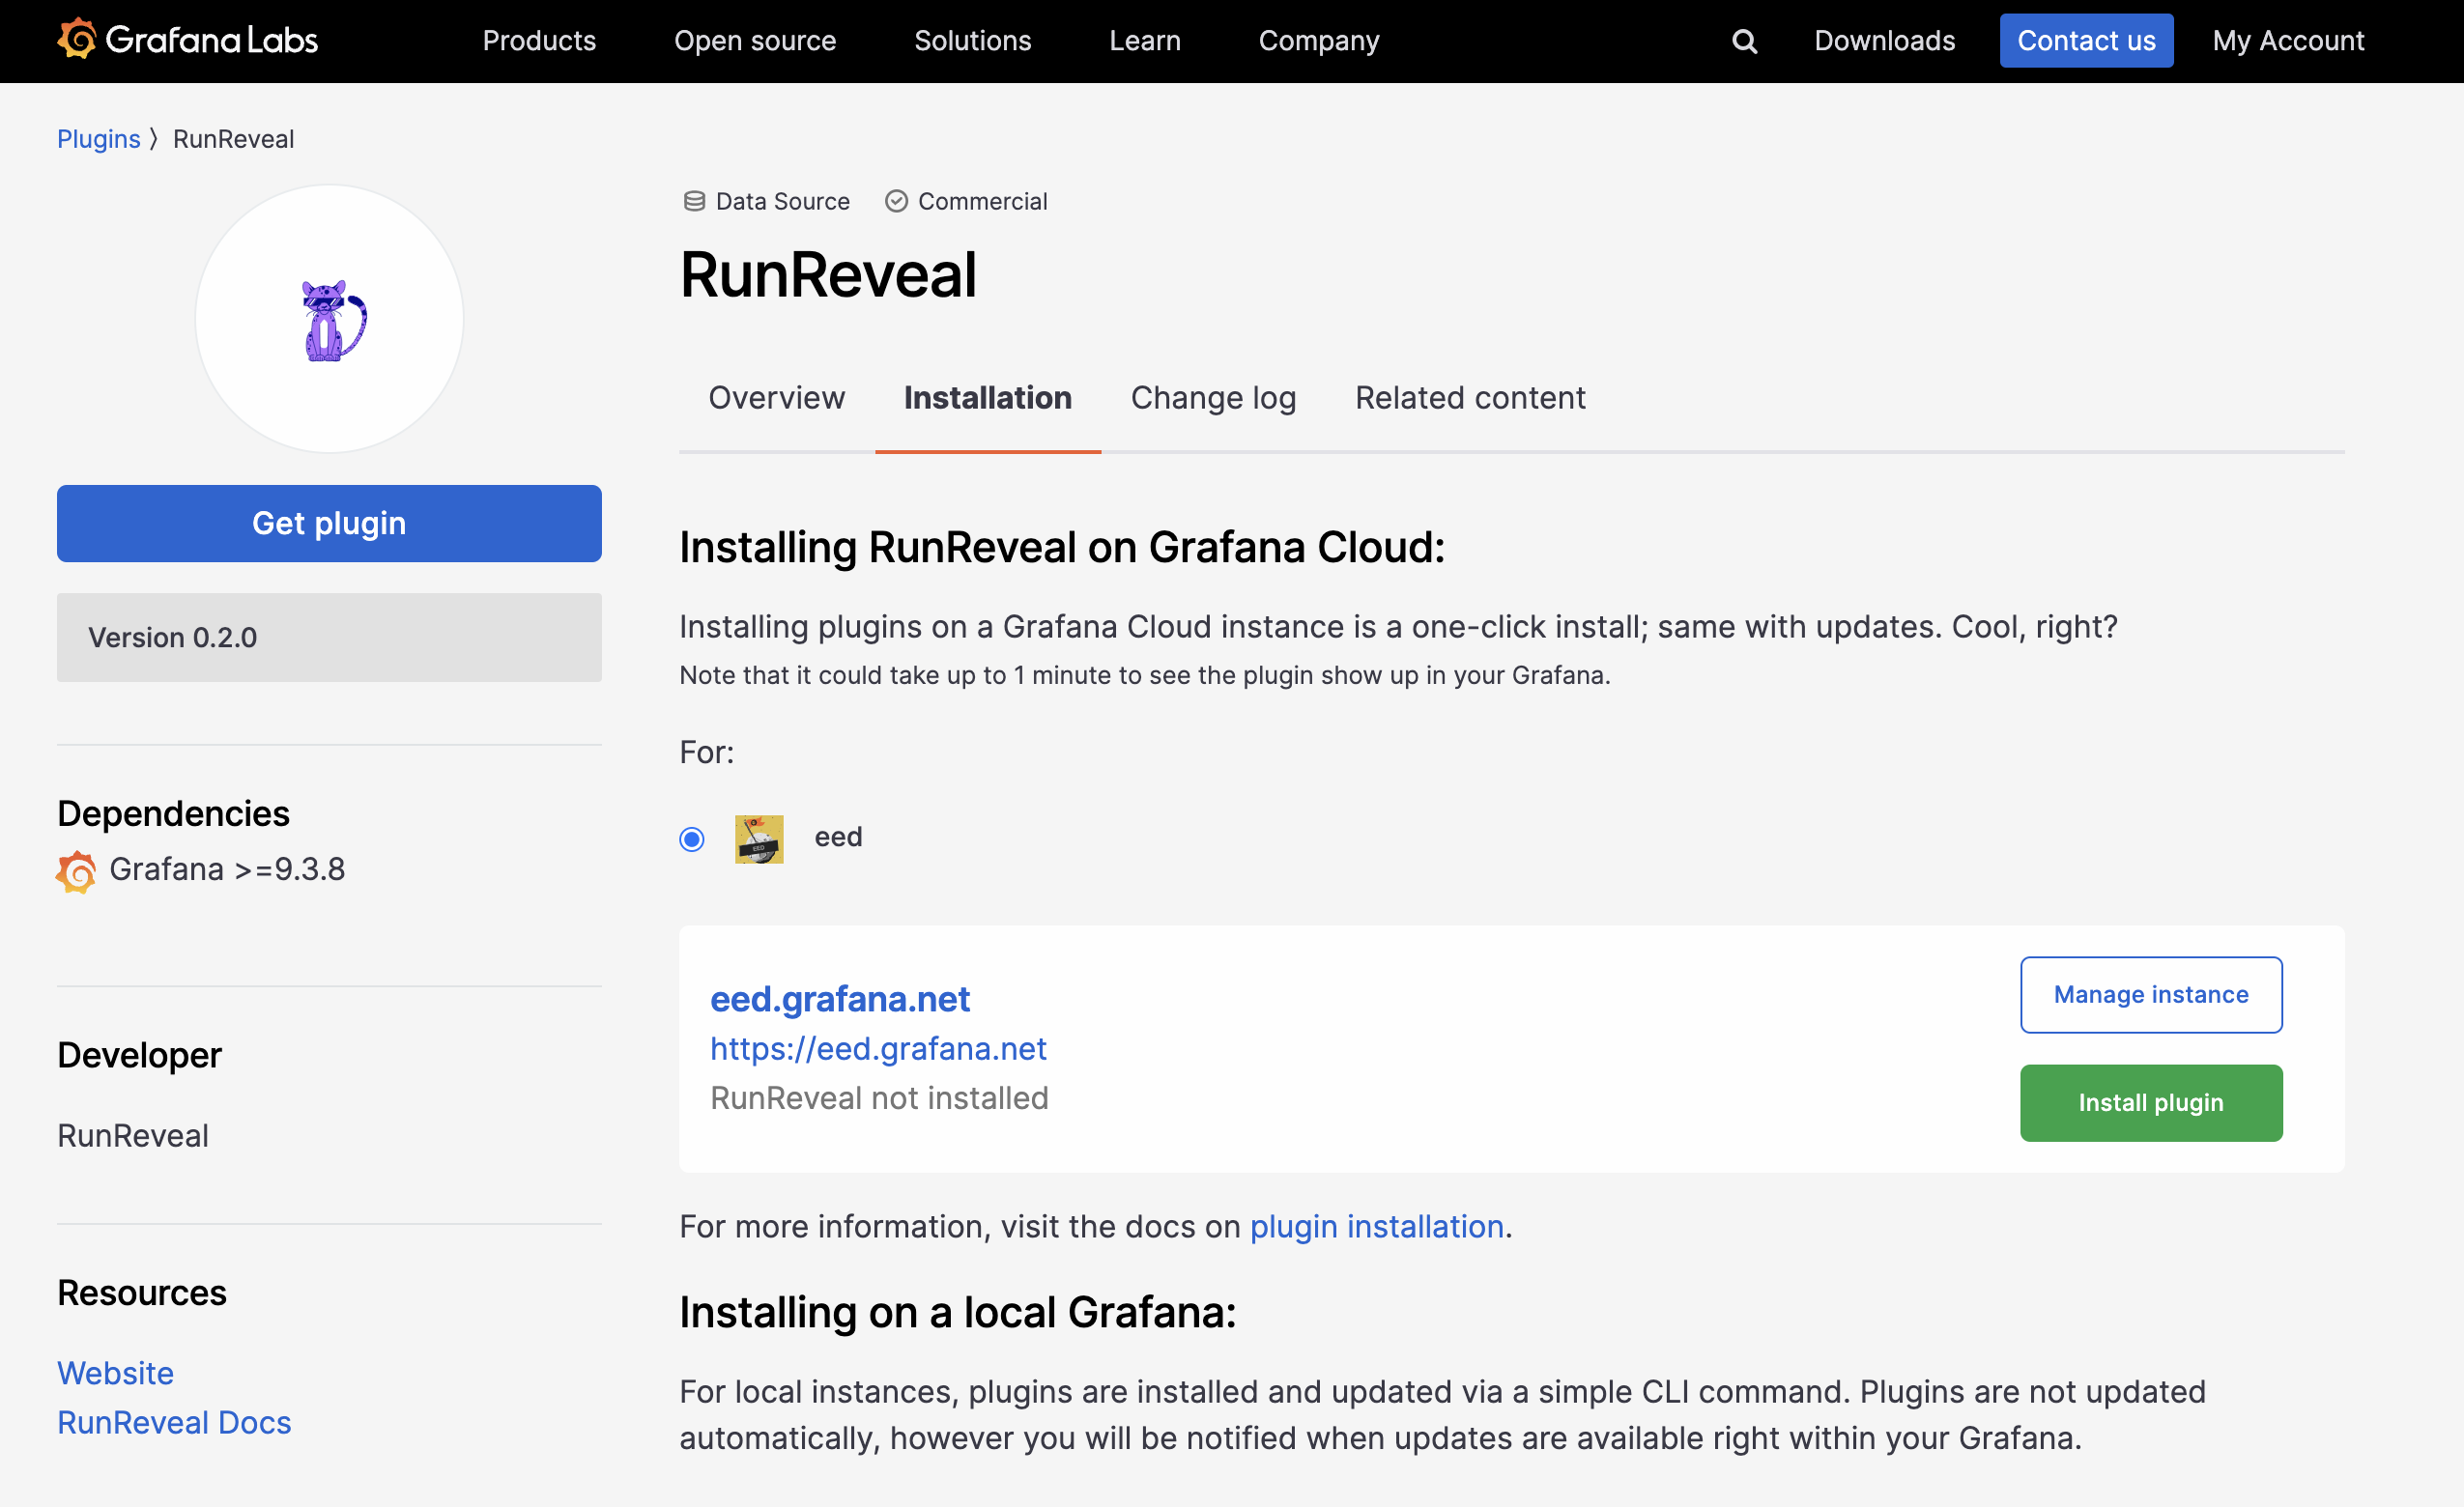 Grafana Labs
Products
Open source
Solutions
Learn
Company
Downloads
Contact us
My Account
Plugins 〉 RunReveal
Data Source
Commercial
RunReveal
Overview
Installation
Change log
Related content
Get plugin
Version 0.2.0
Dependencies
Grafana >=9.3.8
Developer
RunReveal
Resources
Website
RunReveal Docs
Installing RunReveal on Grafana Cloud:
Installing plugins on a Grafana Cloud instance is a one-click install; same with updates. Cool, right?
Note that it could take up to 1 minute to see the plugin show up in your Grafana.
For:
EED
eed
eed.grafana.net
https://eed.grafana.net
RunReveal not installed
Manage instance
Install plugin
For more information, visit the docs on plugin installation.
Installing on a local Grafana:
For local instances, plugins are installed and updated via a simple CLI command. Plugins are not updated
automatically, however you will be notified when updates are available right within your Grafana.